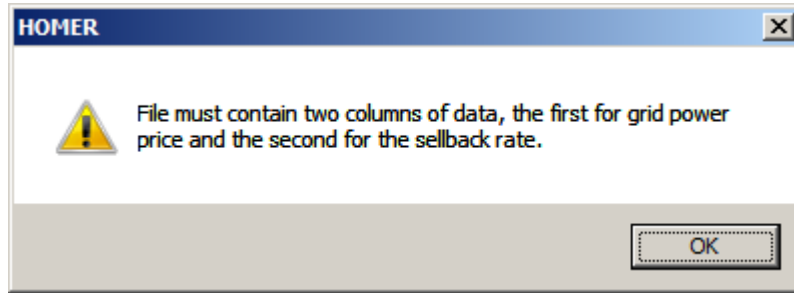 HOMER
File must contain two columns of data, the first for grid power
price and the second for the sellback rate.
OK